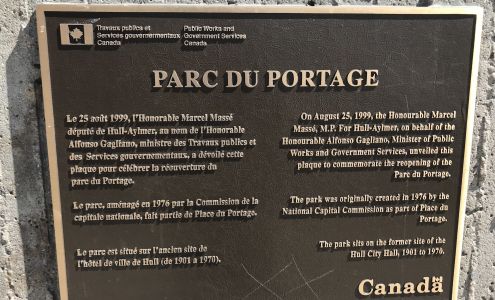 Travaux publics et
Services gouvernementaux
Canada
Public Works and
Government Services
Canada
PARC DU PORTAGE
Le 25 août 1999, l'Honorable Marcel Massé
député de Hull-Aylmer, au nom de l'Honorable
Alfonso Gagliano, ministre des Travaux publics et
des Services gouvernementaux, a dévoilé cette
plaque pour célébrer la réouverture du
parc du Portage.
Le parc, aménagé en 1976 par la Commission de la
capitale nationale, fait partie de Place du Portage.
Le parc est situé sur l'ancien site de
l'hôtel de ville de Hull (de 1901 à 1970).
On August 25, 1999, the Honourable Marcel
Massé, M.P. For Hull-Aylmer, on behalf of the
Honourable Alfonso Gagliano, Minister of Public
Works and Government Services, unveiled this
plaque to commemorate the reopening of the
Parc du Portage.
The park was originally created in 1976 by the
National Capital Commission as part of Place du
Portage.
The park sits on the former site of the
Hull City Hall, 1901 to 1970.
Canada